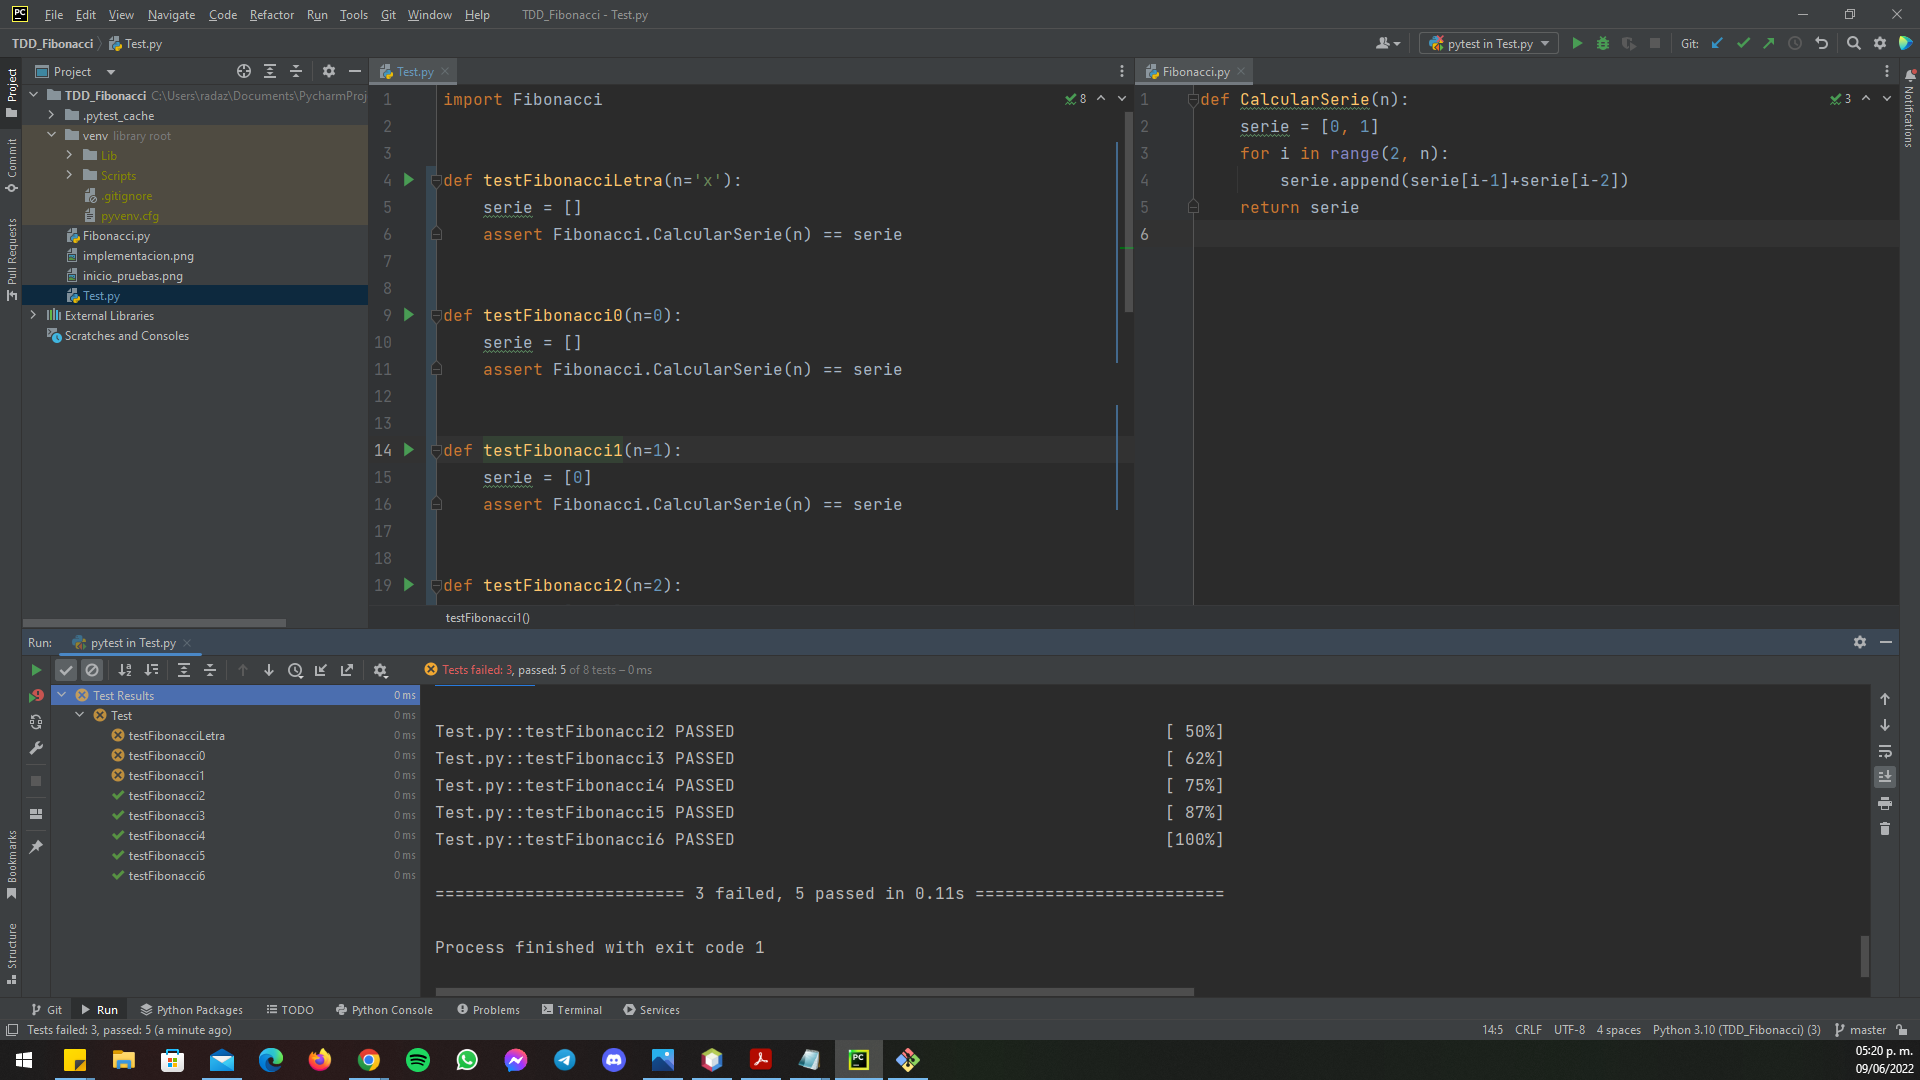 PC File Edit View Navigate Code Refactor Run Tools Git Window Help TDD_Fibonacci - Test.py
TDD_Fibonacci Test.py pytest in Test.py Git:
Project
Project
Commit
Pull Requests
TDD_Fibonacci C:\Users\radaz\Documents\PycharmProj
.pytest_cache
venv library root
Lib
Scripts
.gitignore
pyvenv.cfg
Fibonacci.py
implementacion.png
inicio_pruebas.png
Test.py
External Libraries
Scratches and Consoles
Test.py
8
1 import Fibonacci
2
3
4 def testFibonacciLetra(n='x'):
5 serie = []
6 assert Fibonacci.CalcularSerie(n) == serie
7
8
9 def testFibonacci0(n=0):
10 serie = []
11 assert Fibonacci.CalcularSerie(n) == serie
12
13
14 def testFibonacci1(n=1):
15 serie = [0]
16 assert Fibonacci.CalcularSerie(n) == serie
17
18
19 def testFibonacci2(n=2):
testFibonacci1()
Fibonacci.py
3
1 def CalcularSerie(n):
2 serie = [0, 1]
3 for i in range(2, n):
4 serie.append(serie[i-1]+serie[i-2])
5 return serie
6
Notifications
Run: pytest in Test.py
Tests failed: 3, passed: 5 of 8 tests – 0 ms
Test Results 0 ms
Test 0 ms
testFibonacciLetra 0 ms
testFibonacci0 0 ms
testFibonacci1 0 ms
testFibonacci2 0 ms
testFibonacci3 0 ms
testFibonacci4 0 ms
testFibonacci5 0 ms
testFibonacci6 0 ms
Test.py::testFibonacci2 PASSED [ 50%]
Test.py::testFibonacci3 PASSED [ 62%]
Test.py::testFibonacci4 PASSED [ 75%]
Test.py::testFibonacci5 PASSED [ 87%]
Test.py::testFibonacci6 PASSED [100%]
========================= 3 failed, 5 passed in 0.11s =========================
Process finished with exit code 1
Bookmarks
Structure
Git Run Python Packages TODO Python Console Problems Terminal Services
Tests failed: 3, passed: 5 (a minute ago) 14:5 CRLF UTF-8 4 spaces Python 3.10 (TDD_Fibonacci) (3) master
PC
05:20 p. m.
09/06/2022